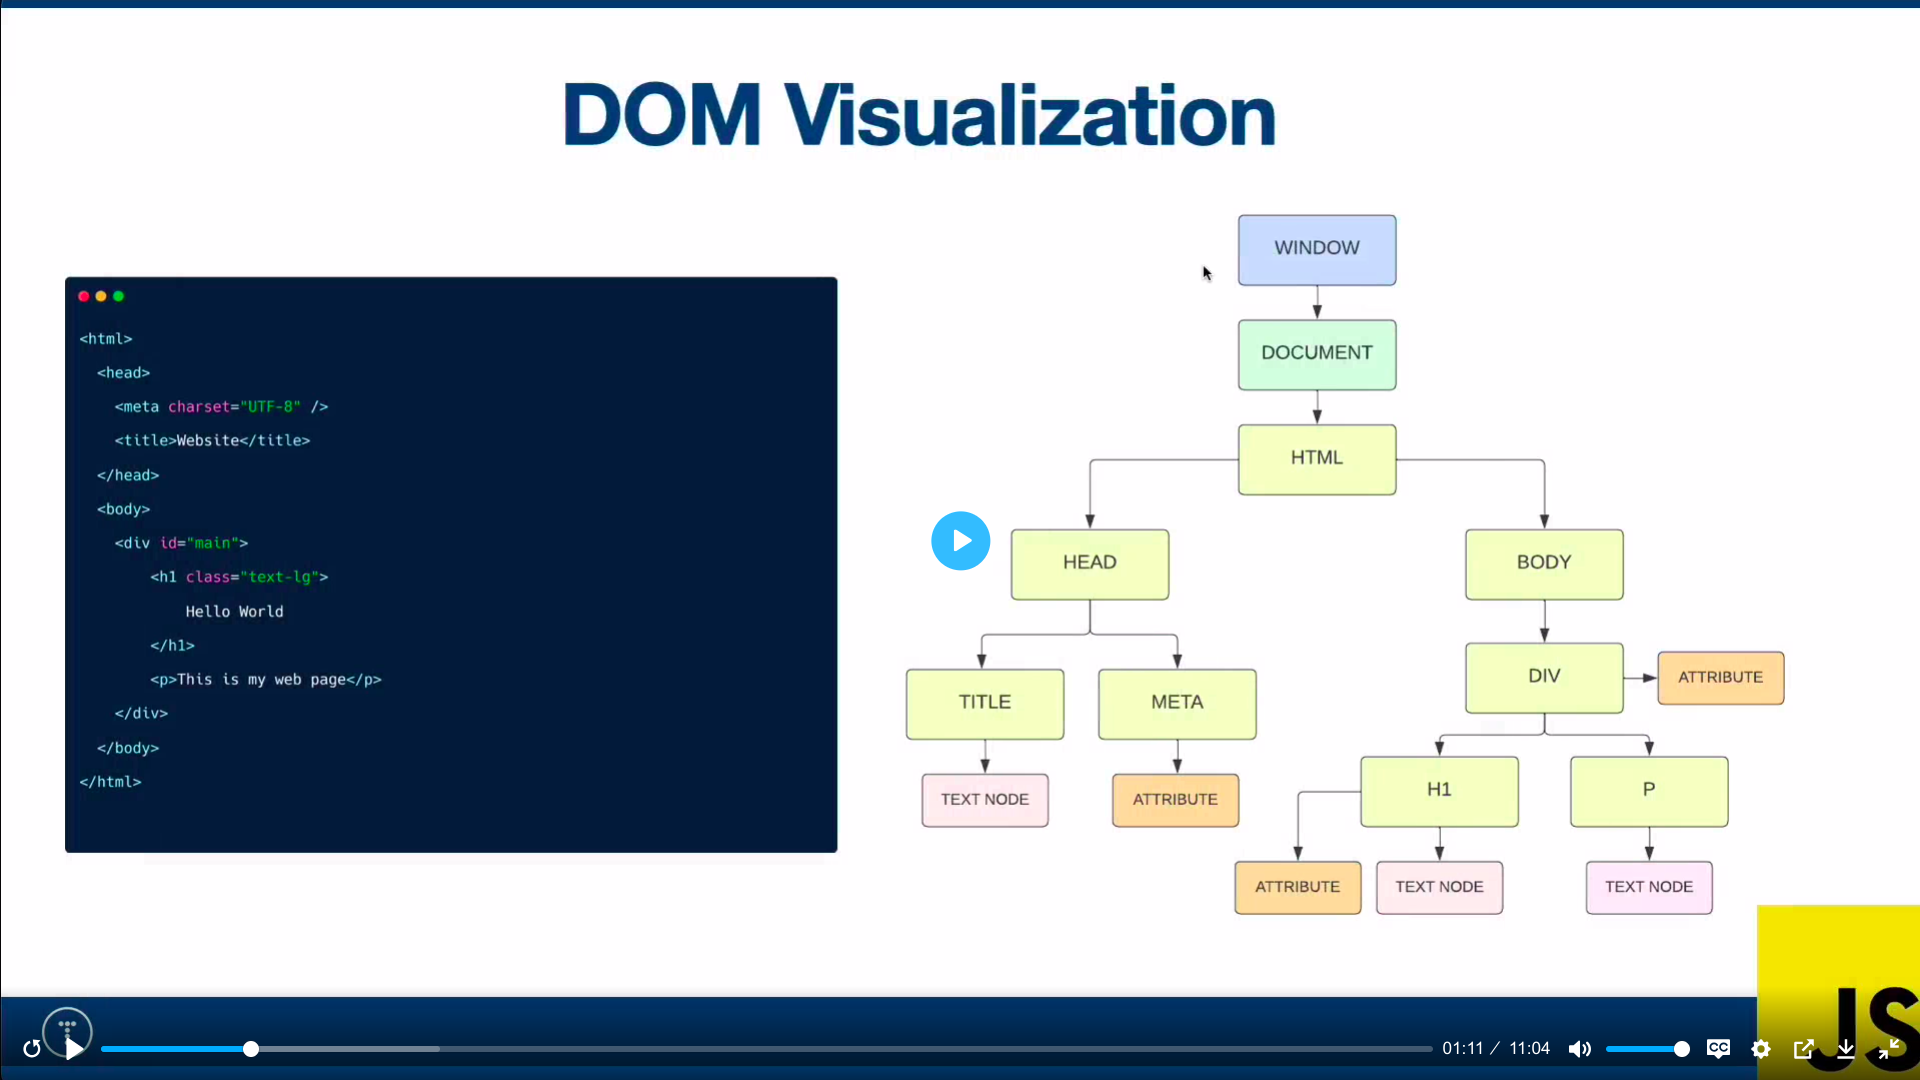 DOM Visualization
<html>
<head>
<meta charset="UTF-8" />
<title>Website</title>
</head>
<body>
<div id="main">
<h1 class="text-lg">
Hello World
</h1>
<p>This is my web page</p>
</div>
</body>
</html>
WINDOW
DOCUMENT
HTML
HEAD
BODY
TITLE
META
DIV
ATTRIBUTE
TEXT NODE
ATTRIBUTE
H1
P
ATTRIBUTE
TEXT NODE
TEXT NODE
JS
01:11 / 11:04
CC